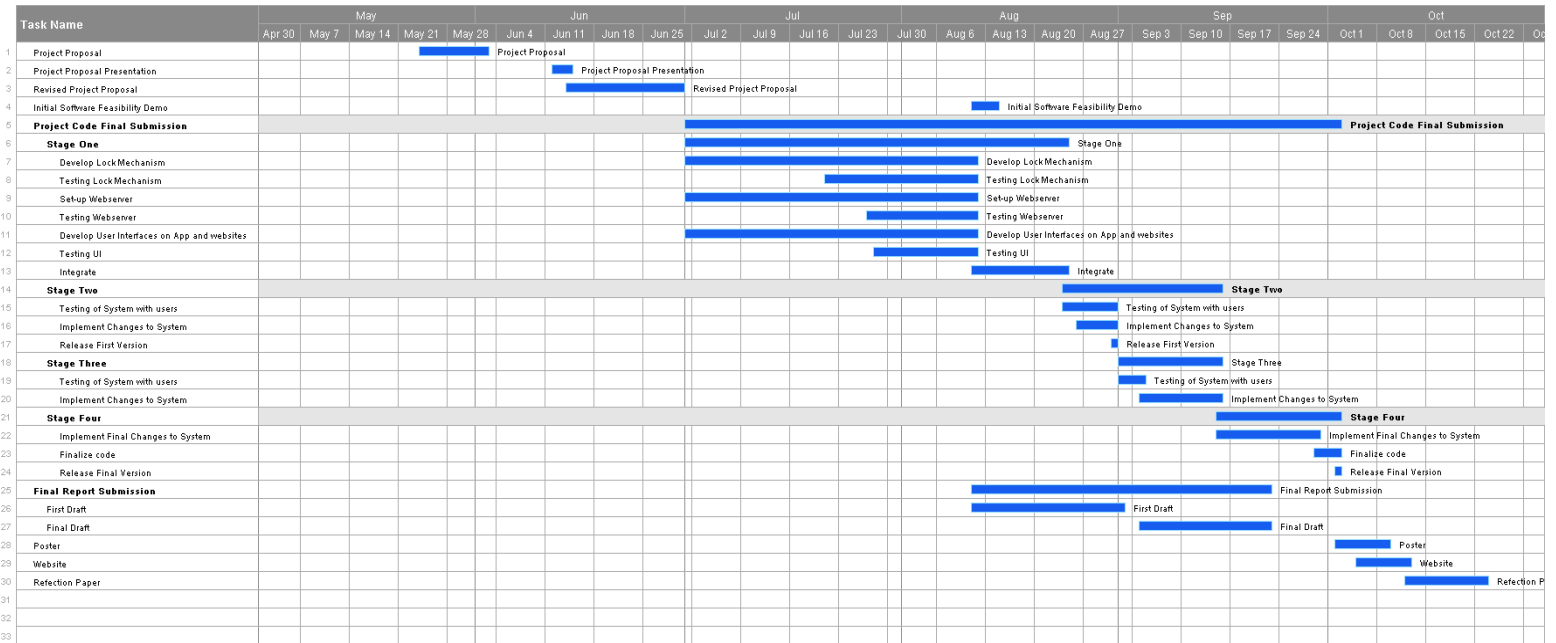 Task Name
May Jun Jul Aug Sep Oct
Apr 30 May 7 May 14 May 21 May 28 Jun 4 Jun 11 Jun 18 Jun 25 Jul 2 Jul 9 Jul 16 Jul 23 Jul 30 Aug 6 Aug 13 Aug 20 Aug 27 Sep 3 Sep 10 Sep 17 Sep 24 Oct 1 Oct 8 Oct 15 Oct 22 Oc
1 Project Proposal Project Proposal
2 Project Proposal Presentation Project Proposal Presentation
3 Revised Project Proposal Revised Project Proposal
4 Initial Software Feasibility Demo Initial Software Feasibility Demo
5 Project Code Final Submission Project Code Final Submission
6 Stage One Stage One
7 Develop Lock Mechanism Develop Lock Mechanism
8 Testing Lock Mechanism Testing Lock Mechanism
9 Set-up Webserver Set-up Webserver
10 Testing Webserver Testing Webserver
11 Develop User Interfaces on App and websites Develop User Interfaces on App and websites
12 Testing UI Testing UI
13 Integrate Integrate
14 Stage Two Stage Two
15 Testing of System with users Testing of System with users
16 Implement Changes to System Implement Changes to System
17 Release First Version Release First Version
18 Stage Three Stage Three
19 Testing of System with users Testing of System with users
20 Implement Changes to System Implement Changes to System
21 Stage Four Stage Four
22 Implement Final Changes to System Implement Final Changes to System
23 Finalize code Finalize code
24 Release Final Version Release Final Version
25 Final Report Submission Final Report Submission
26 First Draft First Draft
27 Final Draft Final Draft
28 Poster Poster
29 Website Website
30 Refection Paper Refection P
31
32
33